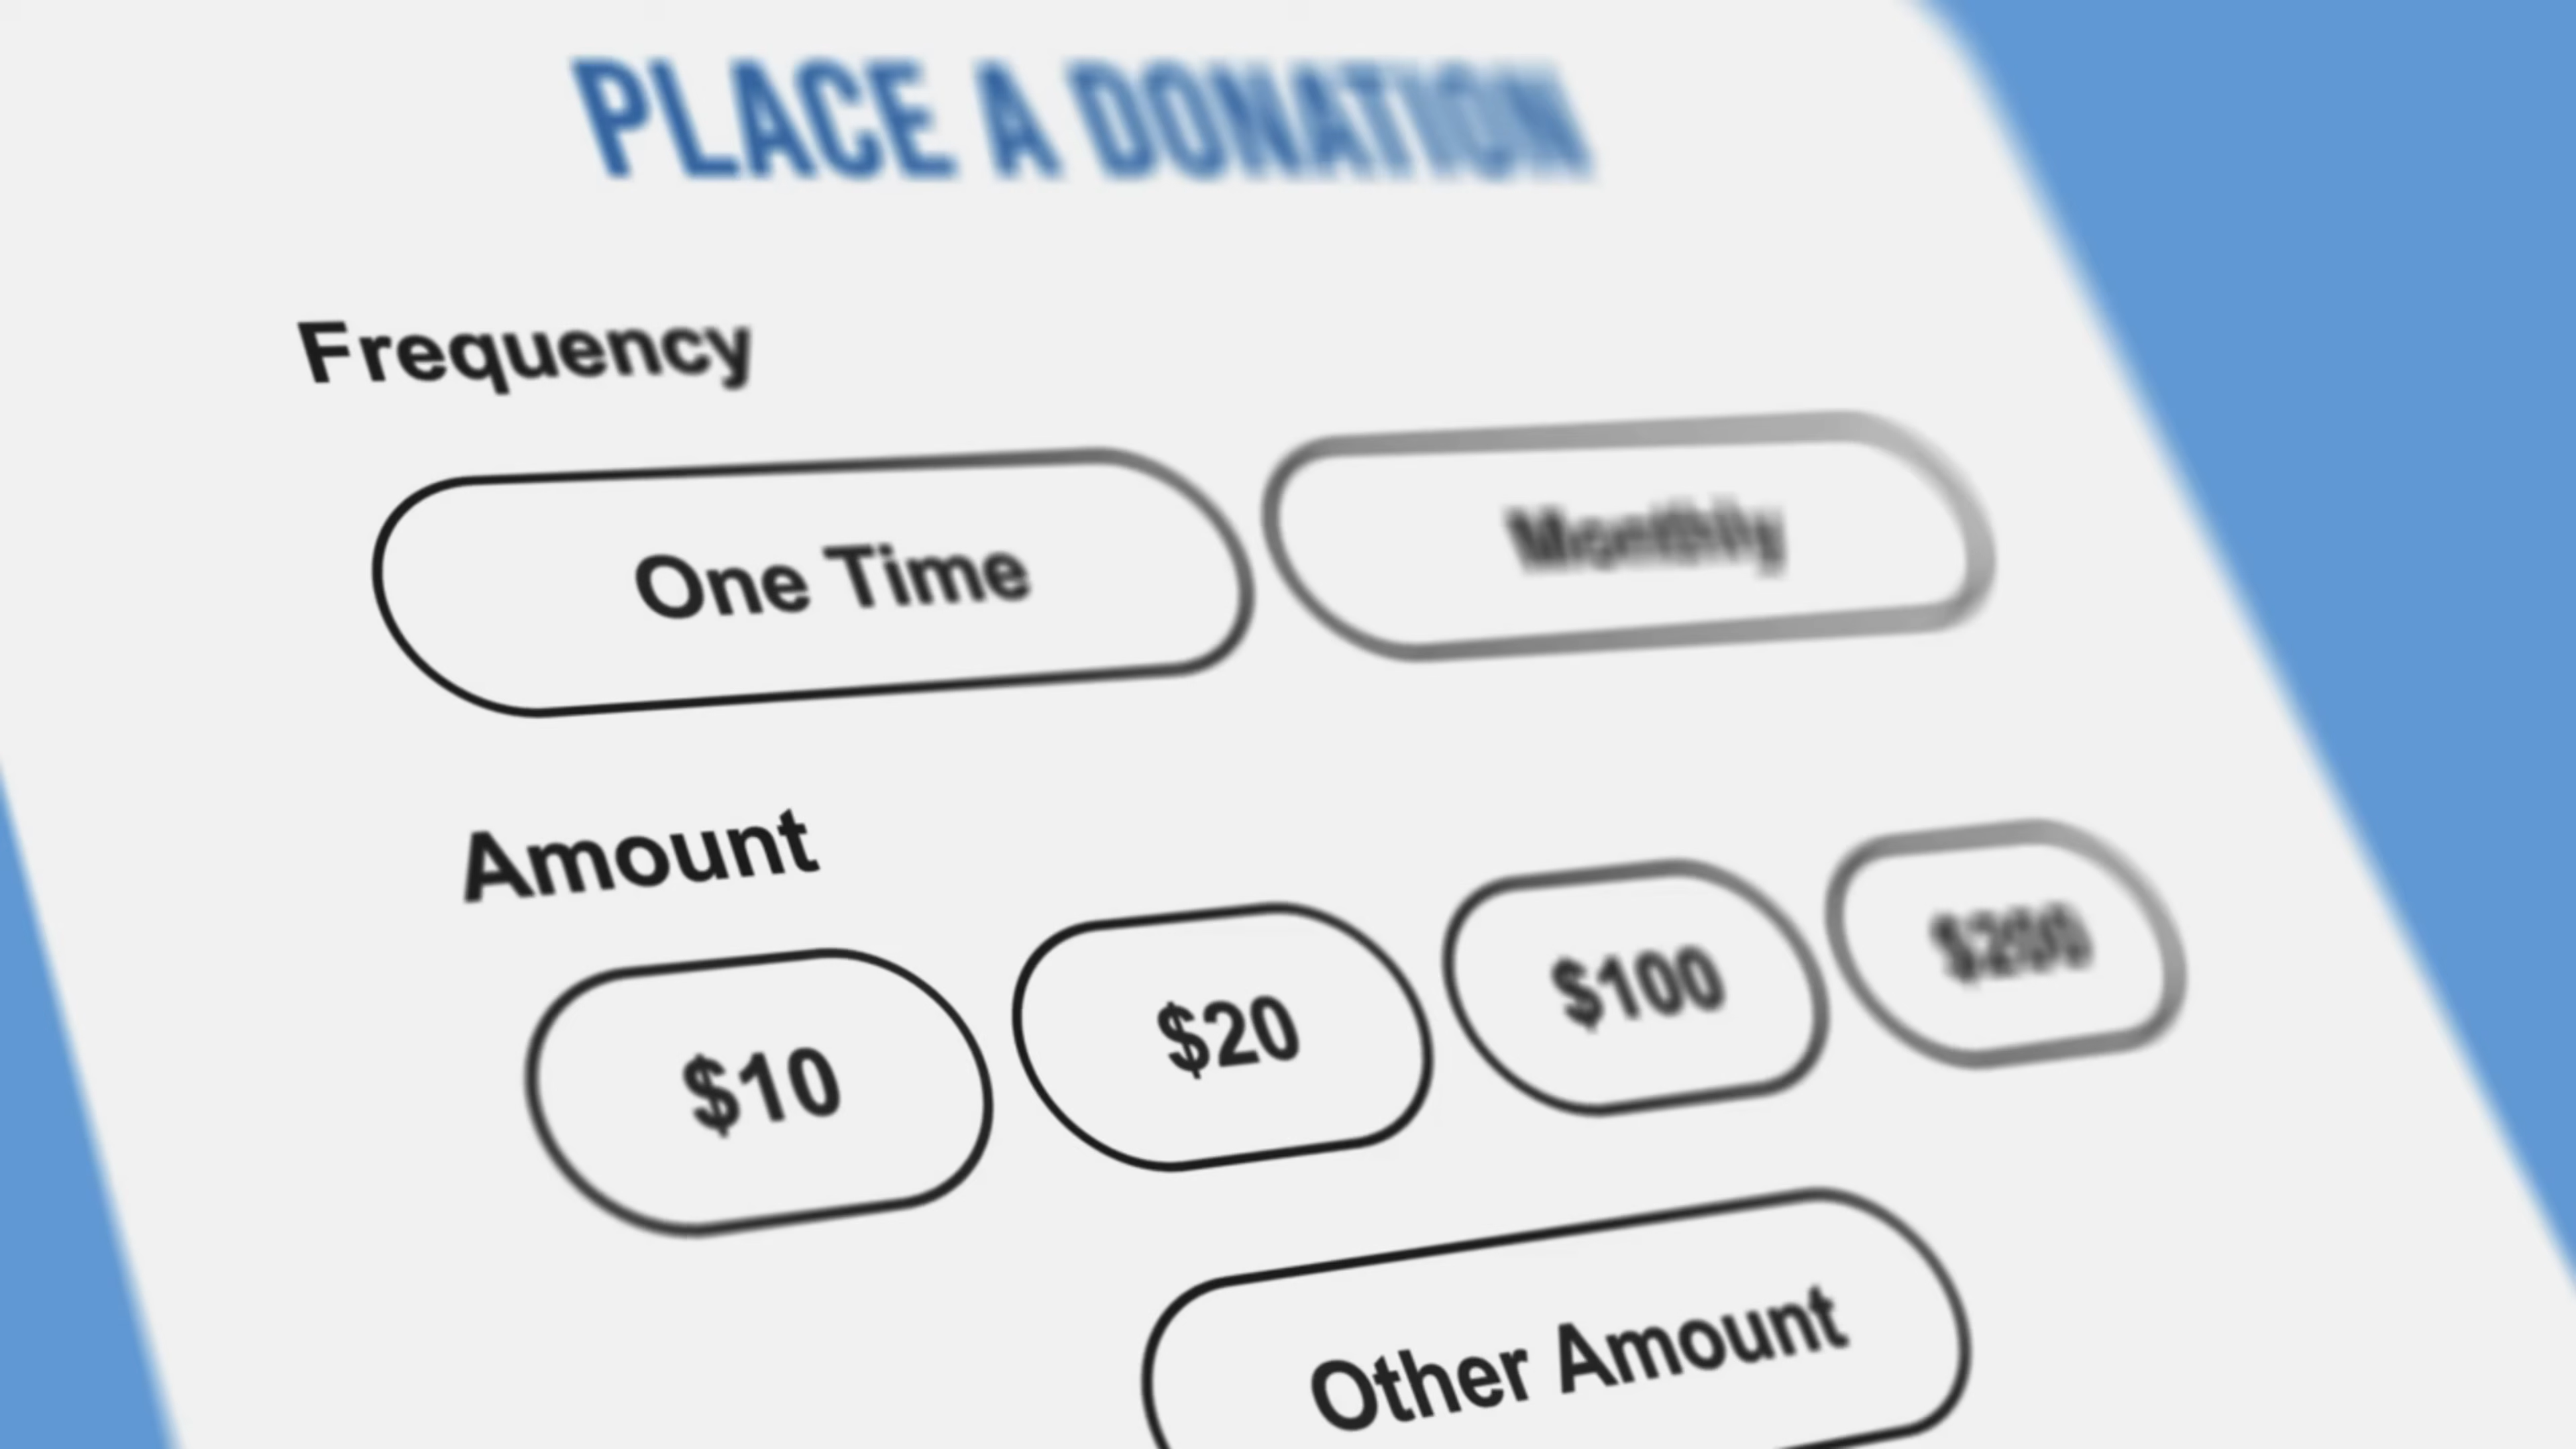 PLACE A DONATION
Frequency
One Time Monthly
Amount
$10 $20 $100 $200
Other Amount